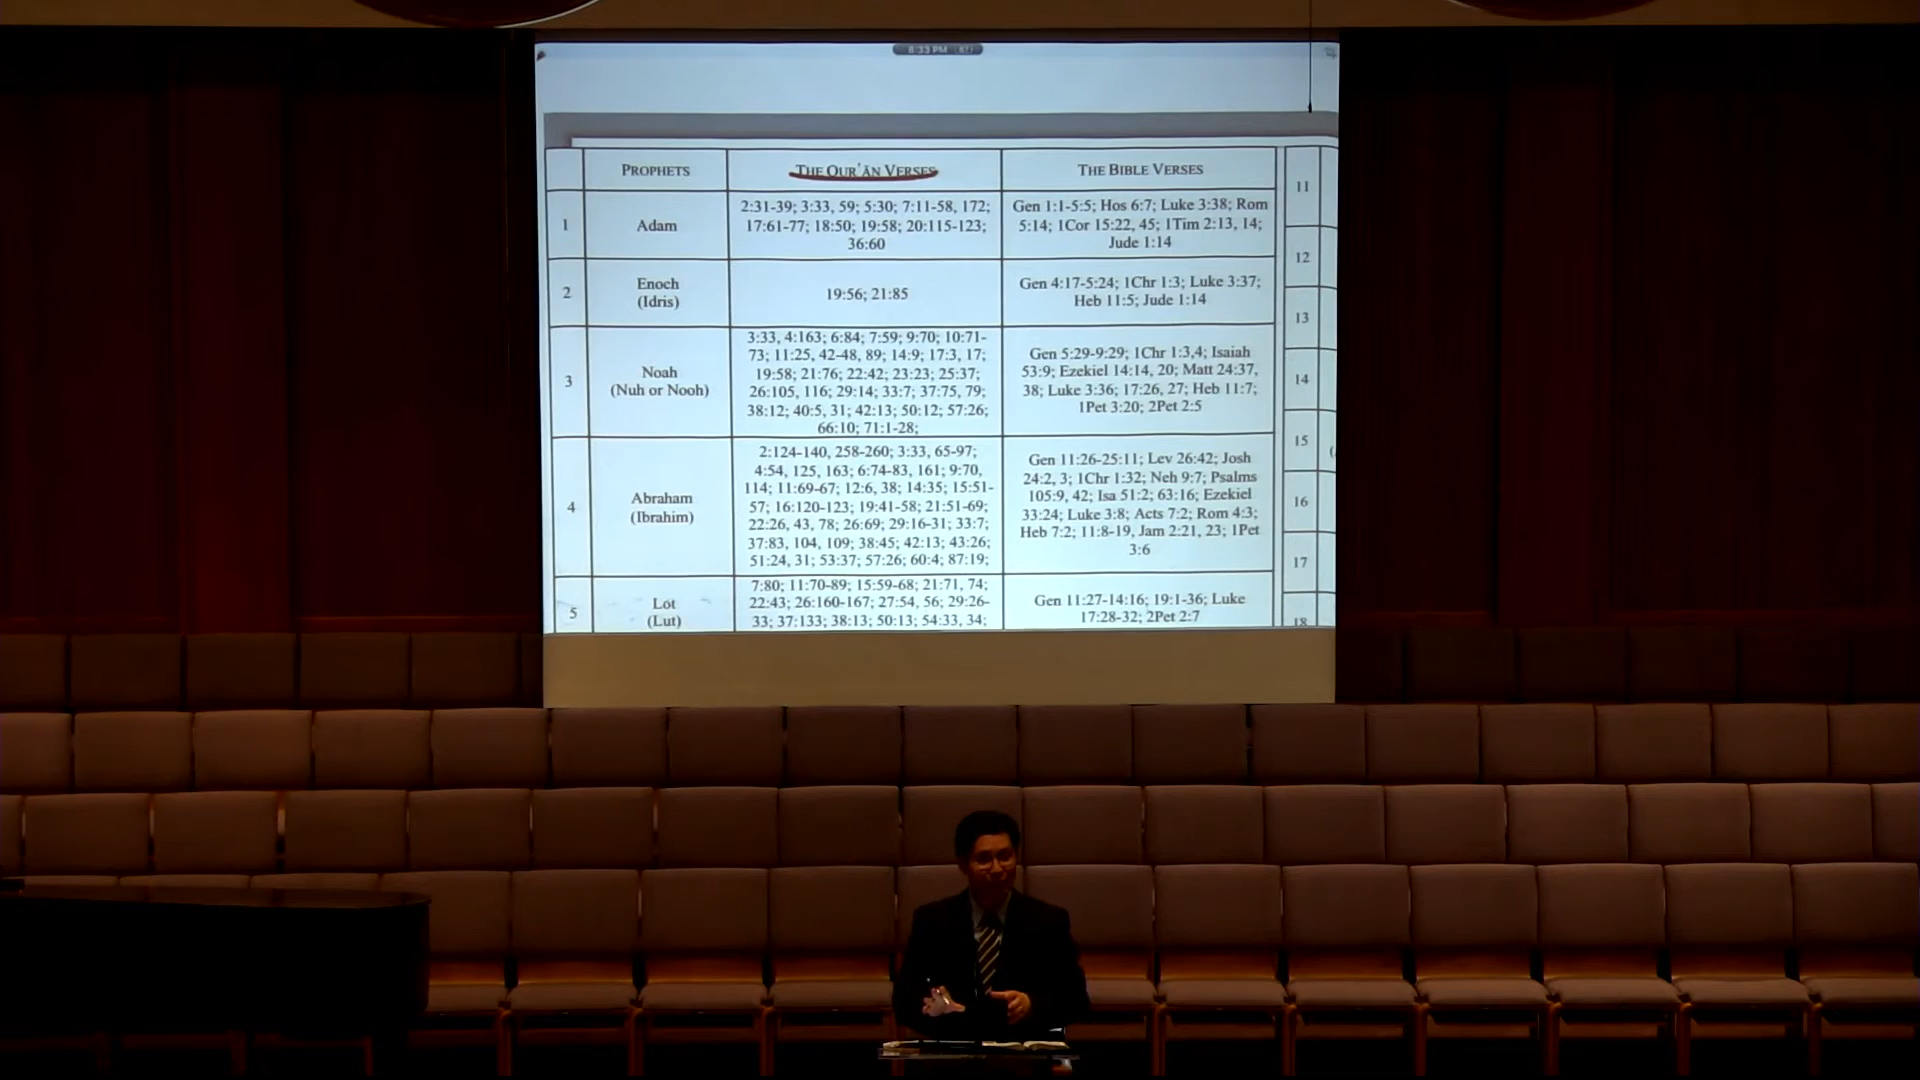 6:33 PM
PROPHETS
THE QUR'ĀN VERSES
THE BIBLE VERSES
1
Adam
2:31-39; 3:33, 59; 5:30; 7:11-58, 172;
17:61-77; 18:50; 19:58; 20:115-123;
36:60
Gen 1:1-5:5; Hos 6:7; Luke 3:38; Rom
5:14; 1Cor 15:22, 45; 1Tim 2:13, 14;
Jude 1:14
2
Enoch
(Idris)
19:56; 21:85
Gen 4:17-5:24; 1Chr 1:3; Luke 3:37;
Heb 11:5; Jude 1:14
3
Noah
(Nuh or Nooh)
3:33, 4:163; 6:84; 7:59; 9:70; 10:71-
73; 11:25, 42-48, 89; 14:9; 17:3, 17;
19:58; 21:76; 22:42; 23:23; 25:37;
26:105, 116; 29:14; 33:7; 37:75, 79;
38:12; 40:5, 31; 42:13; 50:12; 57:26;
66:10; 71:1-28;
Gen 5:29-9:29; 1Chr 1:3,4; Isaiah
53:9; Ezekiel 14:14, 20; Matt 24:37,
38; Luke 3:36; 17:26, 27; Heb 11:7;
1Pet 3:20; 2Pet 2:5
4
Abraham
(Ibrahim)
2:124-140, 258-260; 3:33, 65-97;
4:54, 125, 163; 6:74-83, 161; 9:70,
114; 11:69-67; 12:6, 38; 14:35; 15:51-
57; 16:120-123; 19:41-58; 21:51-69;
22:26, 43, 78; 26:69; 29:16-31; 33:7;
37:83, 104, 109; 38:45; 42:13; 43:26;
51:24, 31; 53:37; 57:26; 60:4; 87:19;
Gen 11:26-25:11; Lev 26:42; Josh
24:2, 3; 1Chr 1:32; Neh 9:7; Psalms
105:9, 42; Isa 51:2; 63:16; Ezekiel
33:24; Luke 3:8; Acts 7:2; Rom 4:3;
Heb 7:2; 11:8-19, Jam 2:21, 23; 1Pet
3:6
5
Lot
(Lut)
7:80; 11:70-89; 15:59-68; 21:71, 74;
22:43; 26:160-167; 27:54, 56; 29:26-
33; 37:133; 38:13; 50:13; 54:33, 34;
Gen 11:27-14:16; 19:1-36; Luke
17:28-32; 2Pet 2:7
11
12
13
14
15
16
17
18